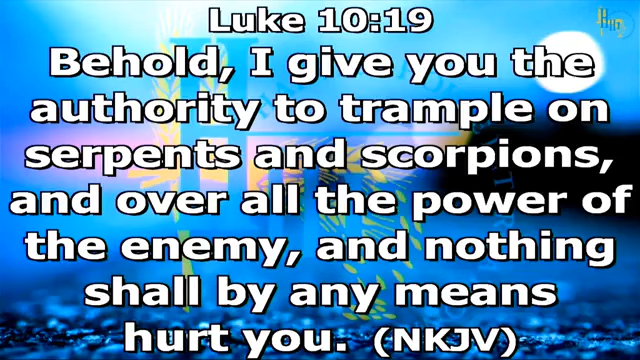 Luke 10:19
Behold, I give you the
authority to trample on
serpents and scorpions,
and over all the power of
the enemy, and nothing
shall by any means
hurt you. (NKJV)